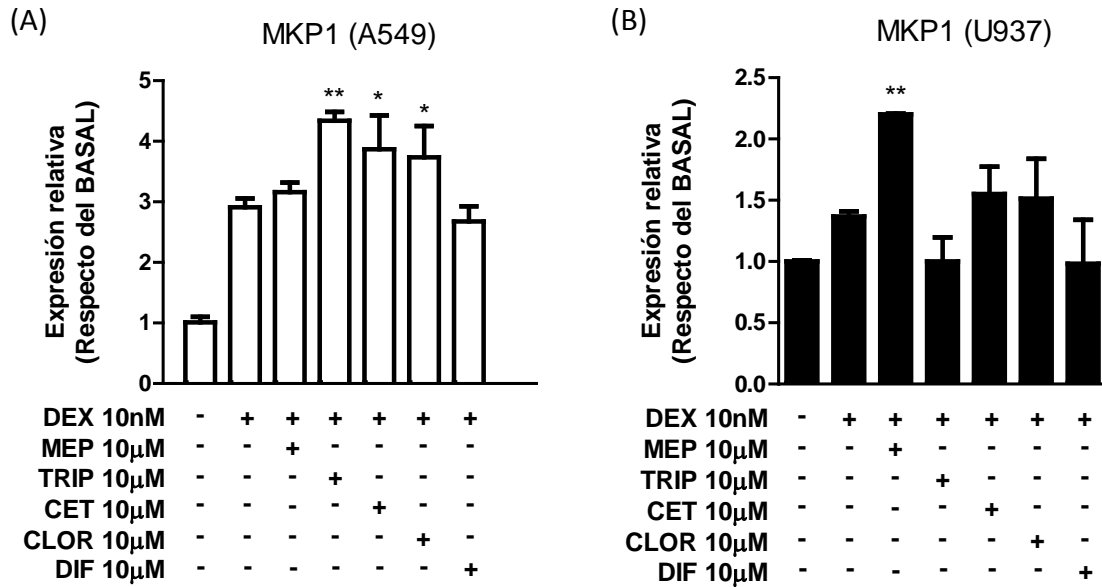 (A)
MKP1 (A549)
Expresión relativa
(Respecto del BASAL)
5
4
3
2
1
0
** * *
DEX 10nM - + + + + + +
MEP 10μM - - + - - - -
TRIP 10μM - - - + - - -
CET 10μM - - - - + - -
CLOR 10μM - - - - - + -
DIF 10μM - - - - - - +
(B)
MKP1 (U937)
Expresión relativa
(Respecto del BASAL)
2.5
2.0
1.5
1.0
0.5
0.0
**
DEX 10nM - + + + + + +
MEP 10μM - - + - - - -
TRIP 10μM - - - + - - -
CET 10μM - - - - + - -
CLOR 10μM - - - - - + -
DIF 10μM - - - - - - +